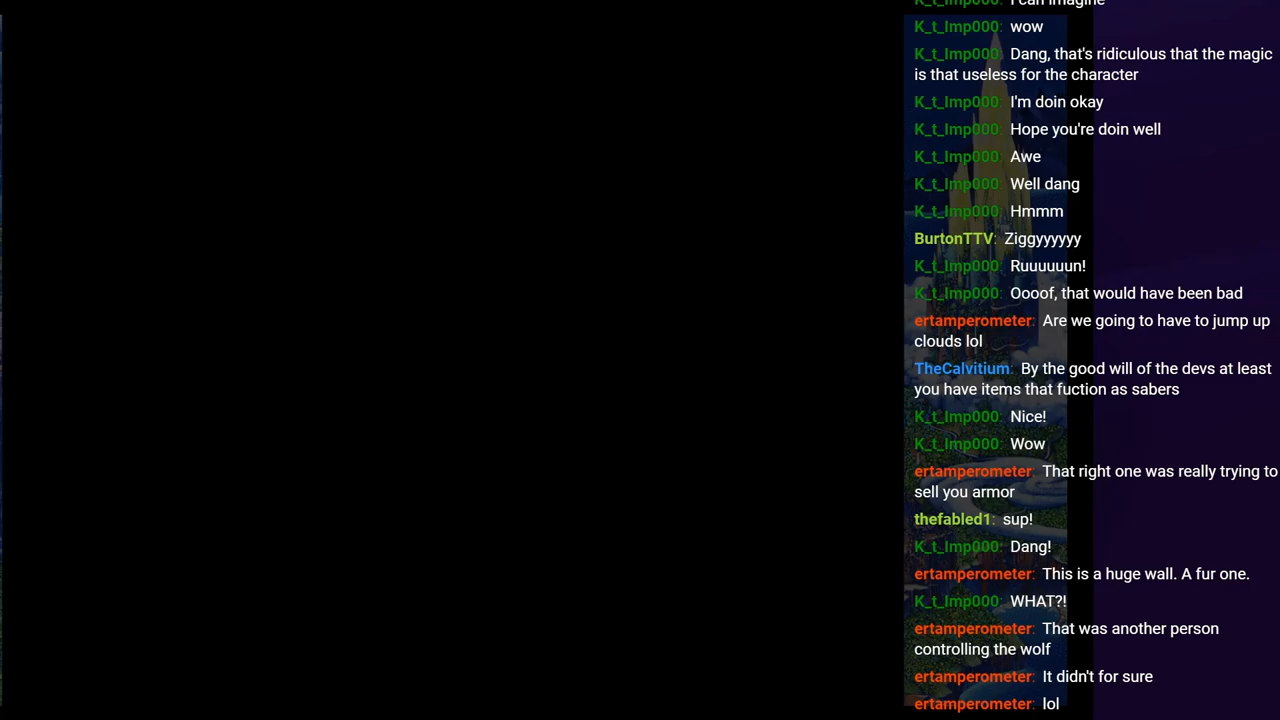 K_t_Imp000: I can imagine
K_t_Imp000: wow
K_t_Imp000: Dang, that's ridiculous that the magic
is that useless for the character
K_t_Imp000: I'm doin okay
K_t_Imp000: Hope you're doin well
K_t_Imp000: Awe
K_t_Imp000: Well dang
K_t_Imp000: Hmmm
BurtonTTV: Ziggyyyyyy
K_t_Imp000: Ruuuuuun!
K_t_Imp000: Oooof, that would have been bad
ertamperometer: Are we going to have to jump up
clouds lol
TheCalvitium: By the good will of the devs at least
you have items that fuction as sabers
K_t_Imp000: Nice!
K_t_Imp000: Wow
ertamperometer: That right one was really trying to
sell you armor
thefabled1: sup!
K_t_Imp000: Dang!
ertamperometer: This is a huge wall. A fur one.
K_t_Imp000: WHAT?!
ertamperometer: That was another person
controlling the wolf
ertamperometer: It didn't for sure
ertamperometer: lol